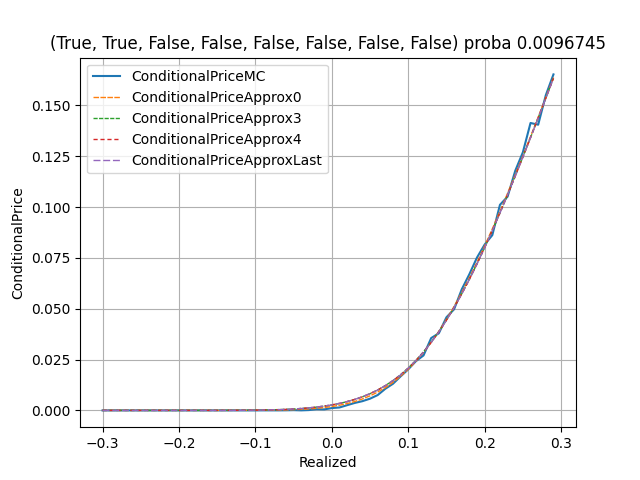 (True, True, False, False, False, False, False, False) proba 0.0096745
ConditionalPriceMC
ConditionalPriceApprox0
ConditionalPriceApprox3
ConditionalPriceApprox4
ConditionalPriceApproxLast
ConditionalPrice
0.150
0.125
0.100
0.075
0.050
0.025
0.000
−0.3
−0.2
−0.1
0.0
0.1
0.2
0.3
Realized